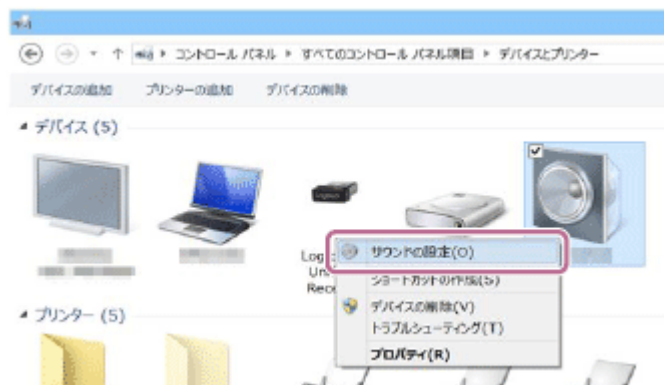 コントロール パネル ▸ すべてのコントロール パネル項目 ▸ デバイスとプリンター
デバイスの追加 プリンターの追加 デバイスの削除
デバイス (5)
Log
Un
Rece
サウンドの設定(O)
ショートカットの作成(S)
デバイスの削除(V)
トラブルシューティング(T)
プロパティ(R)
プリンター (5)